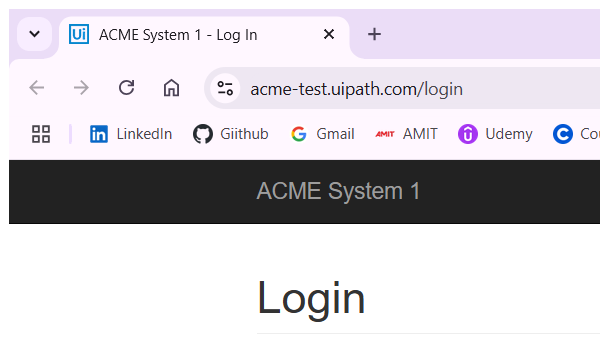 Ui ACME System 1 - Log In
acme-test.uipath.com/login
LinkedIn Giithub Gmail AMIT Udemy Cou
ACME System 1
Login